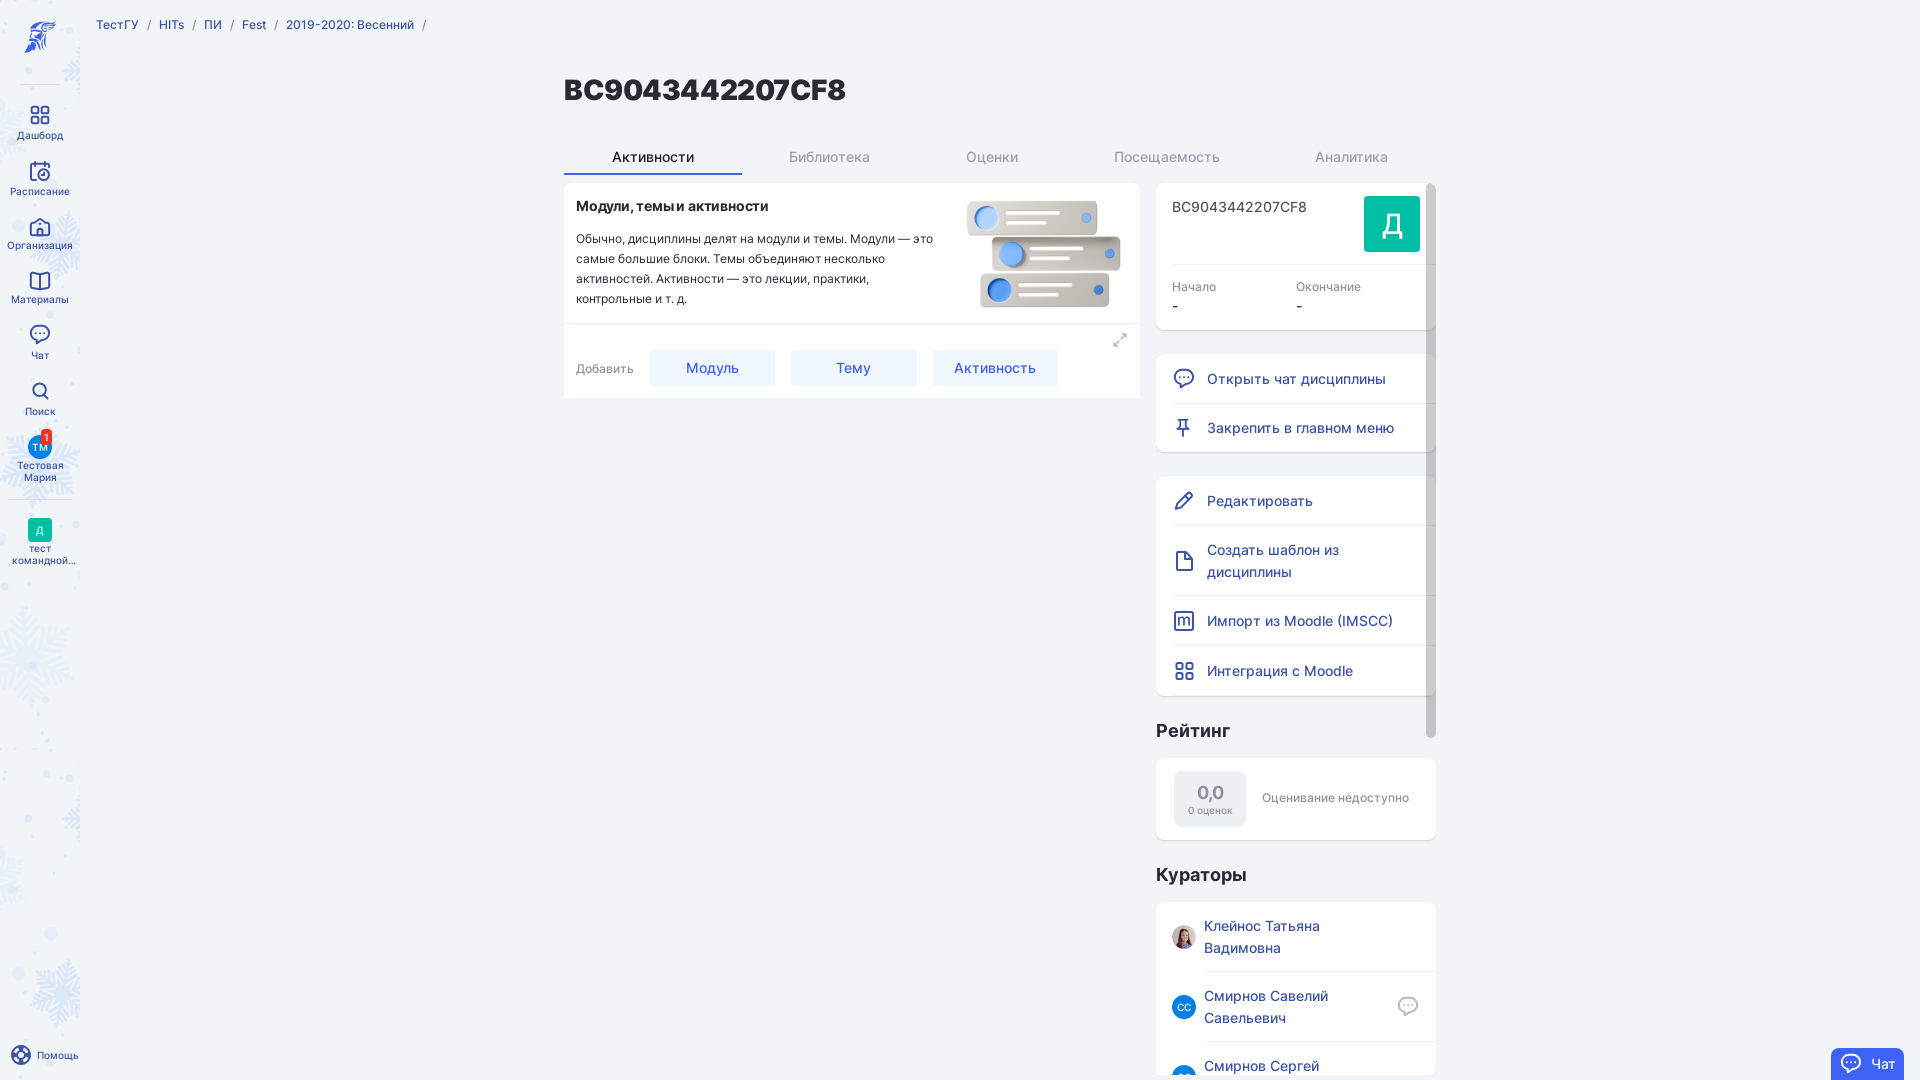 ТестГУ / HITs / ПИ / Fest / 2019-2020: Весенний /
Дашборд
Расписание
Организация
Материалы
Чат
Поиск
ТМ
1
Тестовая
Мария
Д
тест
командной...
Помощь
BC9043442207CF8
Активности
Библиотека
Оценки
Посещаемость
Аналитика
Модули, темы и активности
Обычно, дисциплины делят на модули и темы. Модули — это
самые большие блоки. Темы объединяют несколько
активностей. Активности — это лекции, практики,
контрольные и т. д.
Добавить
Модуль
Тему
Активность
BC9043442207CF8
Д
Начало
-
Окончание
-
Открыть чат дисциплины
Закрепить в главном меню
Редактировать
Создать шаблон из
дисциплины
Импорт из Moodle (IMSCC)
Интеграция с Moodle
Рейтинг
0,0
0 оценок
Оценивание недоступно
Кураторы
Клейнос Татьяна
Вадимовна
СС
Смирнов Савелий
Савельевич
Смирнов Сергей
Чат